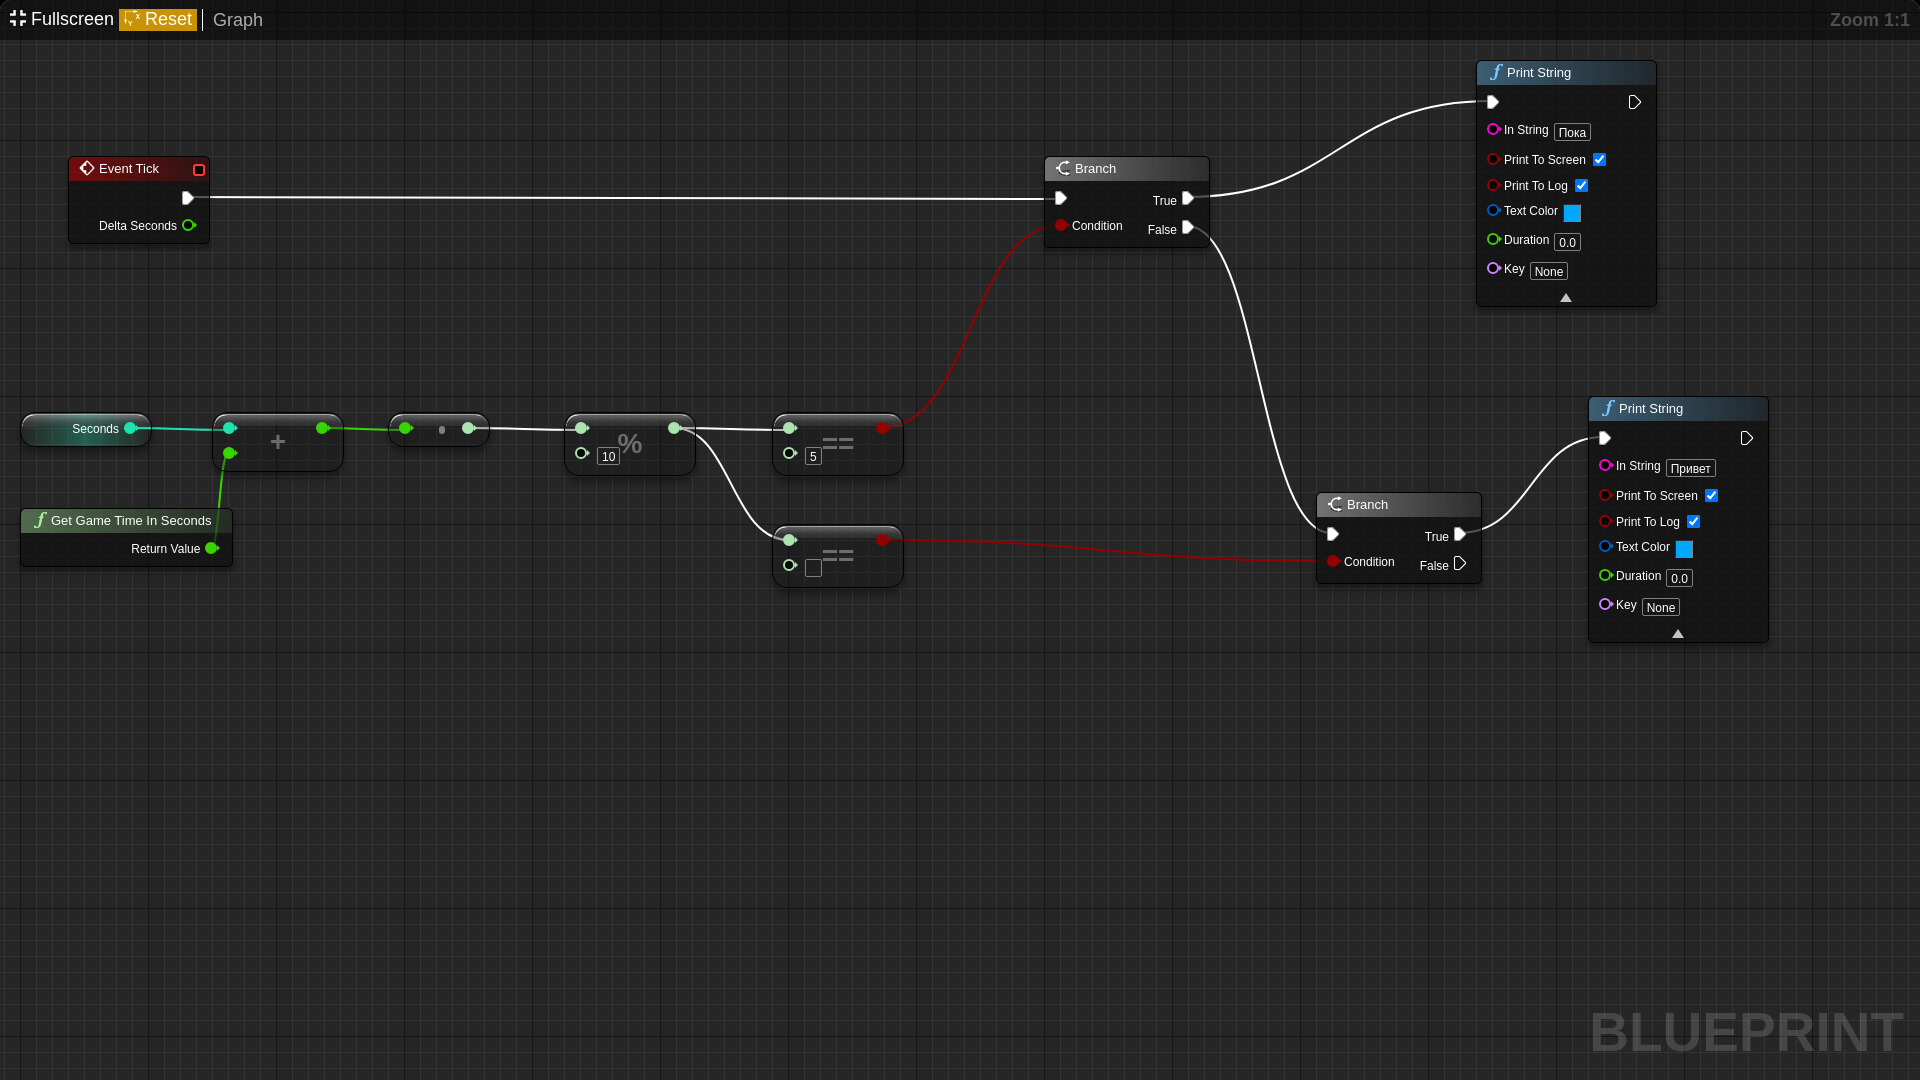 Fullscreen Reset Graph Zoom 1:1
Print String
In String Пока
Print To Screen
Print To Log
Text Color
Duration 0.0
Key None
Event Tick
Delta Seconds
Branch
True
Condition
False
Seconds
+
10 %
5 ==
Get Game Time In Seconds
Return Value
==
Branch
True
Condition
False
Print String
In String Привет
Print To Screen
Print To Log
Text Color
Duration 0.0
Key None
BLUEPRINT